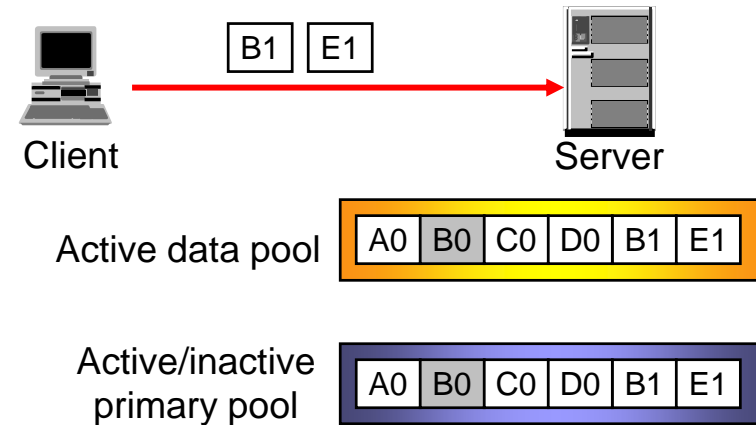 B1 E1
Client
Server
Active data pool
A0 B0 C0 D0 B1 E1
Active/inactive
primary pool
A0 B0 C0 D0 B1 E1